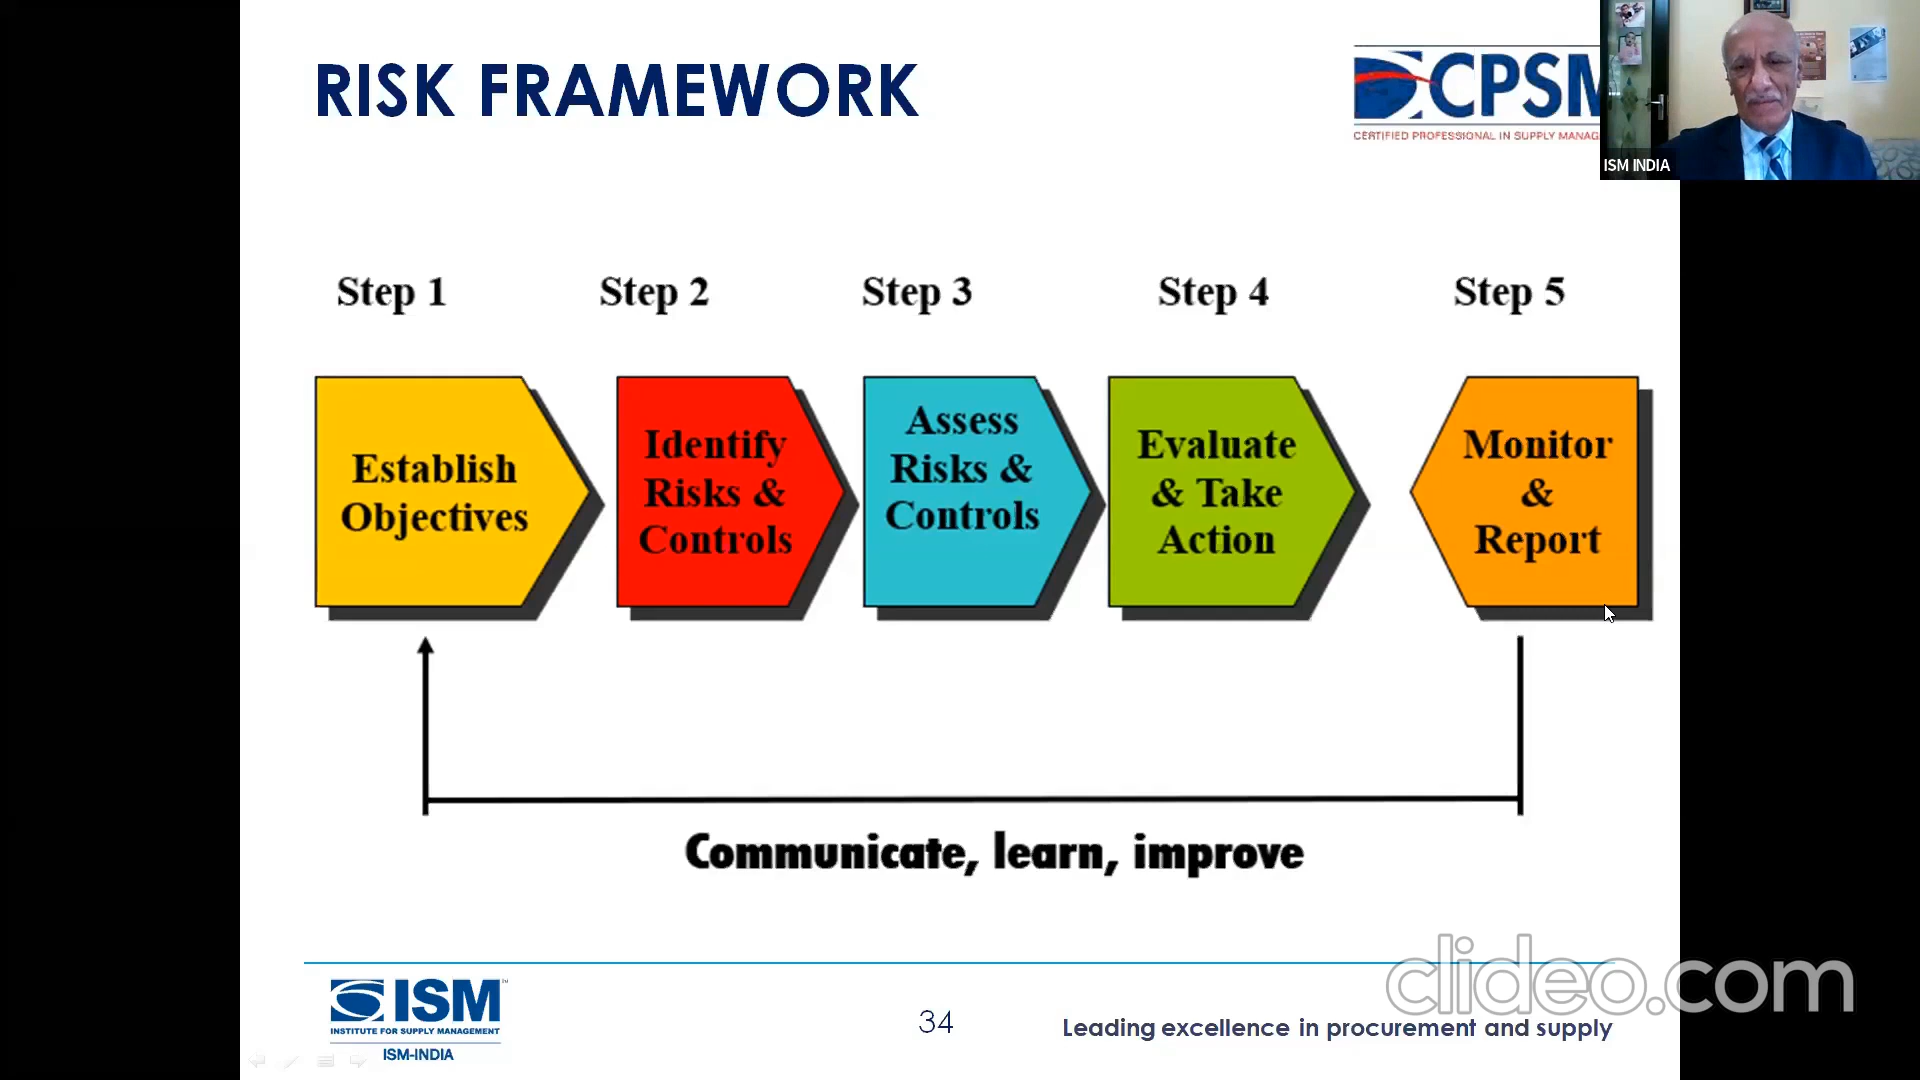 RISK FRAMEWORK
CPSM
CERTIFIED PROFESSIONAL IN SUPPLY
ISM INDIA
Step 1
Step 2
Step 3
Step 4
Step 5
Establish
Objectives
Identify
Risks &
Controls
Assess
Risks &
Controls
Evaluate
& Take
Action
Monitor
&
Report
Communicate, learn, improve
ISM
INSTITUTE FOR SUPPLY MANAGEMENT
ISM-INDIA
34
Leading excellence in procurement and supply
clideo.com